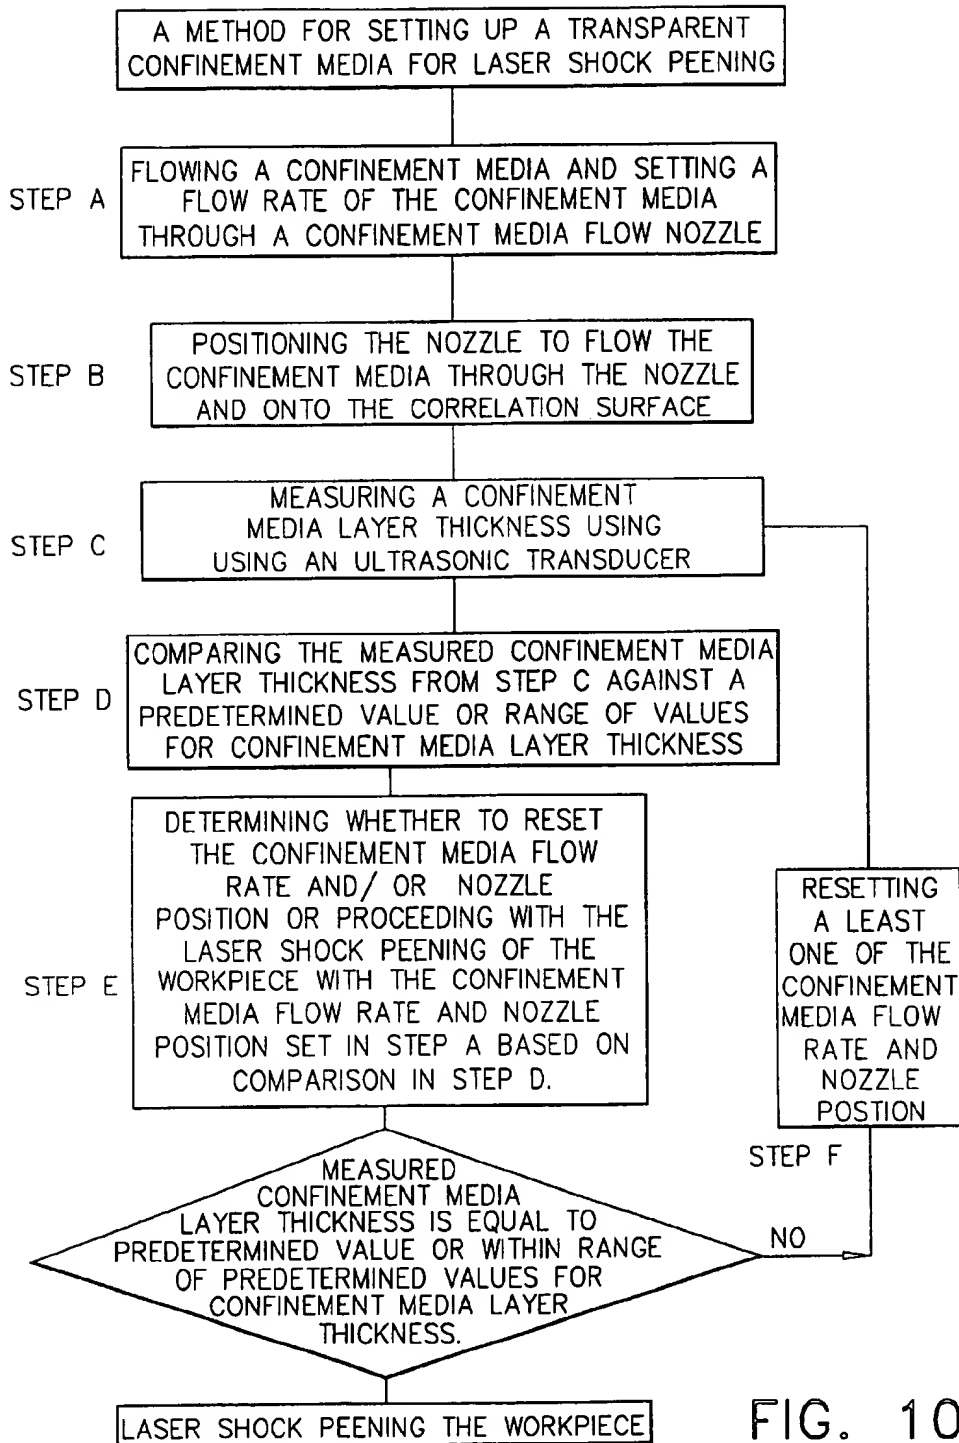 A METHOD FOR SETTING UP A TRANSPARENT
CONFINEMENT MEDIA FOR LASER SHOCK PEENING
STEP A
FLOWING A CONFINEMENT MEDIA AND SETTING A
FLOW RATE OF THE CONFINEMENT MEDIA
THROUGH A CONFINEMENT MEDIA FLOW NOZZLE
STEP B
POSITIONING THE NOZZLE TO FLOW THE
CONFINEMENT MEDIA THROUGH THE NOZZLE
AND ONTO THE CORRELATION SURFACE
STEP C
MEASURING A CONFINEMENT
MEDIA LAYER THICKNESS USING
USING AN ULTRASONIC TRANSDUCER
STEP D
COMPARING THE MEASURED CONFINEMENT MEDIA
LAYER THICKNESS FROM STEP C AGAINST A
PREDETERMINED VALUE OR RANGE OF VALUES
FOR CONFINEMENT MEDIA LAYER THICKNESS
STEP E
DETERMINING WHETHER TO RESET
THE CONFINEMENT MEDIA FLOW
RATE AND/ OR NOZZLE
POSITION OR PROCEEDING WITH THE
LASER SHOCK PEENING OF THE
WORKPIECE WITH THE CONFINEMENT
MEDIA FLOW RATE AND NOZZLE
POSITION SET IN STEP A BASED ON
COMPARISON IN STEP D.
RESETTING
A LEAST
ONE OF THE
CONFINEMENT
MEDIA FLOW
RATE AND
NOZZLE
POSTION
STEP F
MEASURED
CONFINEMENT MEDIA
LAYER THICKNESS IS EQUAL TO
PREDETERMINED VALUE OR WITHIN RANGE
OF PREDETERMINED VALUES FOR
CONFINEMENT MEDIA LAYER
THICKNESS.
NO
LASER SHOCK PEENING THE WORKPIECE
FIG. 10